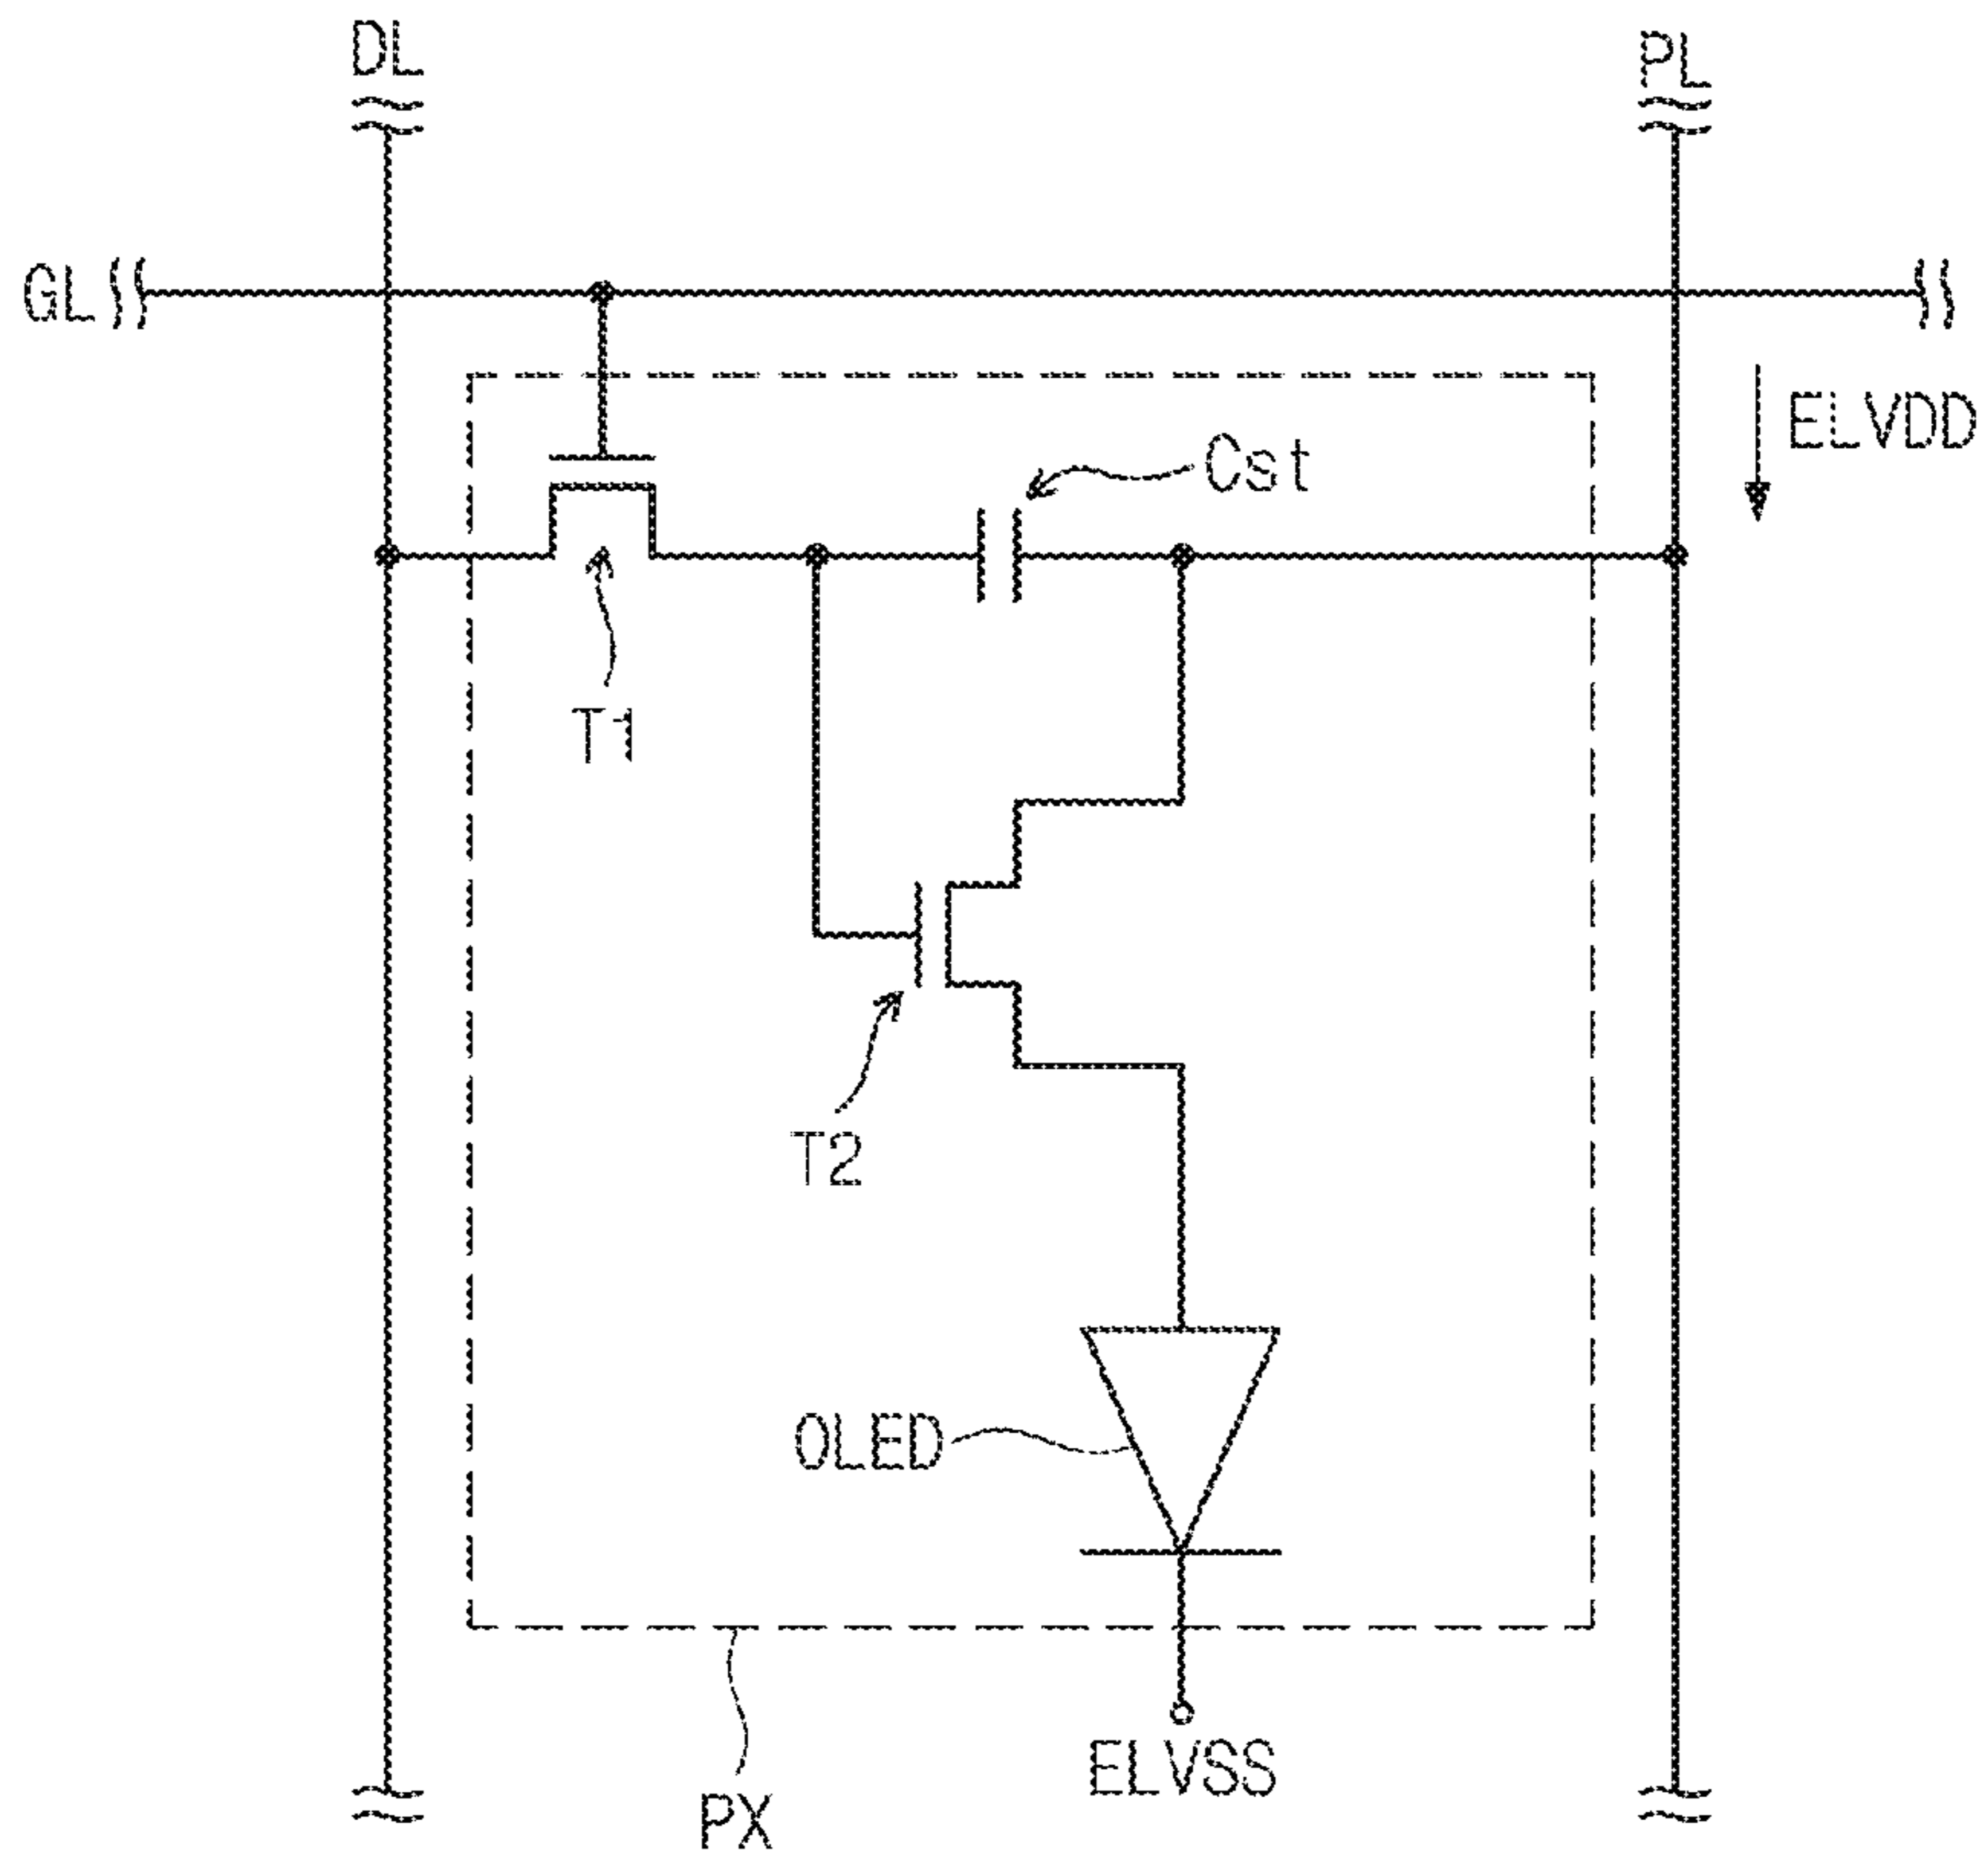 DL
PL
GL
ELVDD
Cst
T1
T2
OLED
ELVSS
PX